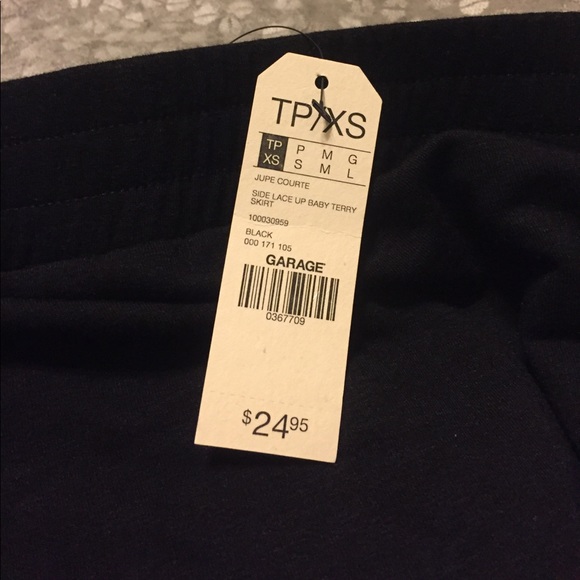 TP/XS
TP P M G
XS S M L
JUPE COURTE
SIDE LACE UP BABY TERRY
SKIRT
100030959
BLACK
000 171 105
GARAGE
0367709
$24.95